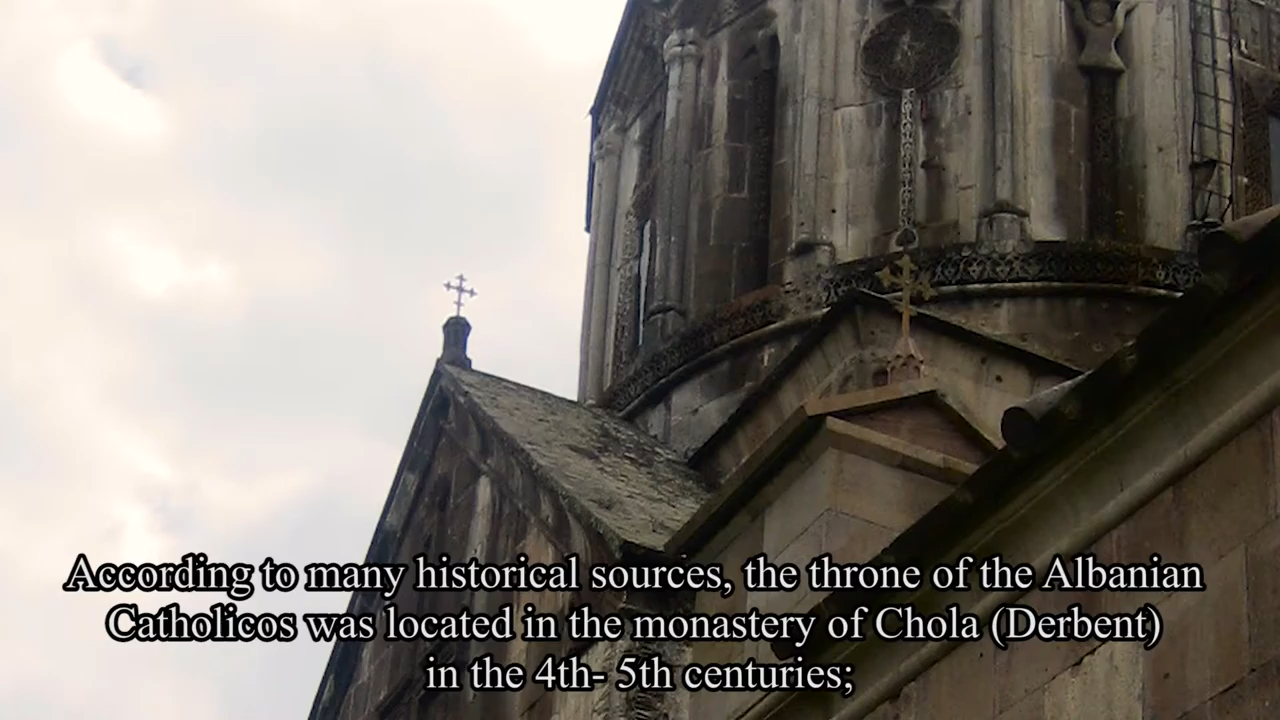 According to many historical sources, the throne of the Albanian
Catholicos was located in the monastery of Chola (Derbent)
in the 4th- 5th centuries;